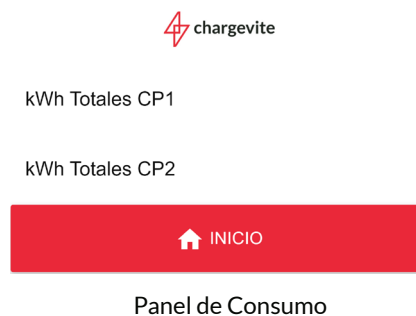 chargevite
kWh Totales CP1
kWh Totales CP2
INICIO
Panel de Consumo